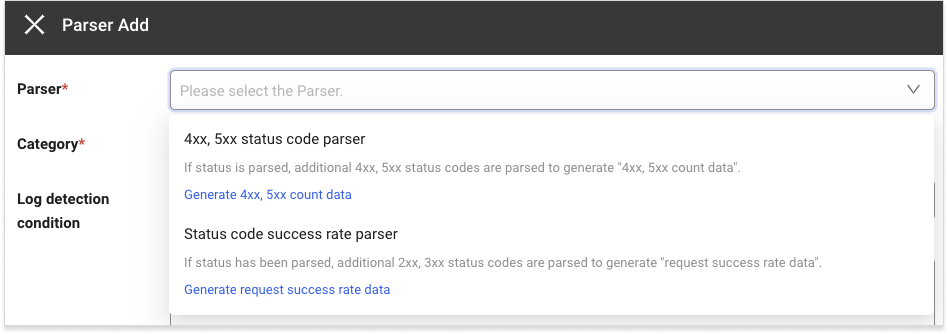 Parser Add
Parser*
Please select the Parser.
Category*
Log detection
condition
4xx, 5xx status code parser
If status is parsed, additional 4xx, 5xx status codes are parsed to generate "4xx, 5xx count data".
Generate 4xx, 5xx count data
Status code success rate parser
If status has been parsed, additional 2xx, 3xx status codes are parsed to generate "request success rate data".
Generate request success rate data